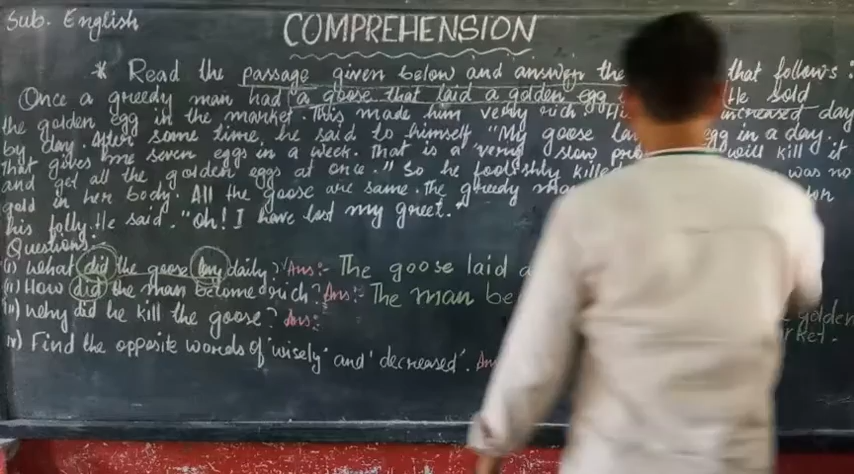 Sub. English
COMPREHENSION
* Read the passage given below and answer the that follows:
Once a greedy man had a goose that laid a golden egg He sold
the golden egg in the market. This made him verhy rich. increased day
by day. After some time, he said to himself "My goose egg in a day.
That gives me seven eggs in a week. That is a very slow will kill it
and get all the golden eggs at once." So he foolishly killed was no
gold in her body. All the goose are same. The greedy
his folly. He said. "Oh! I have lost my greet."
Questions:
(i) What did the goose lay daily? Ans:- The goose laid
(ii) How did the man become rich? Ans:- The man golden
(iii) Why did he kill the goose? Ans:-
iv) Find the opposite words of 'wisely' and 'decreased'.